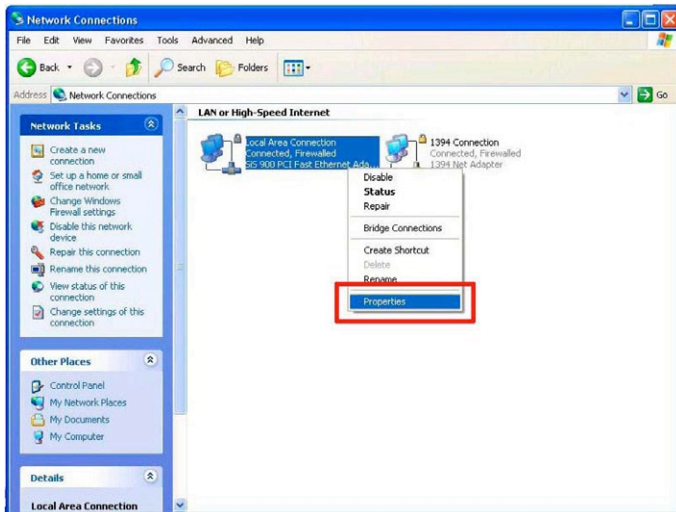 Network Connections
File Edit View Favorites Tools Advanced Help
Back Search Folders
Address Network Connections Go
Network Tasks
Create a new
connection
Set up a home or small
office network
Change Windows
Firewall settings
Disable this network
device
Repair this connection
Rename this connection
View status of this
connection
Change settings of this
connection
Other Places
Control Panel
My Network Places
My Documents
My Computer
Details
Local Area Connection
LAN or High-Speed Internet
Local Area Connection
Connected, Firewalled
SiS 900 PCI Fast Ethernet Ada...
1394 Connection
Connected, Firewalled
1394 Net Adapter
Disable
Status
Repair
Bridge Connections
Create Shortcut
Delete
Rename
Properties